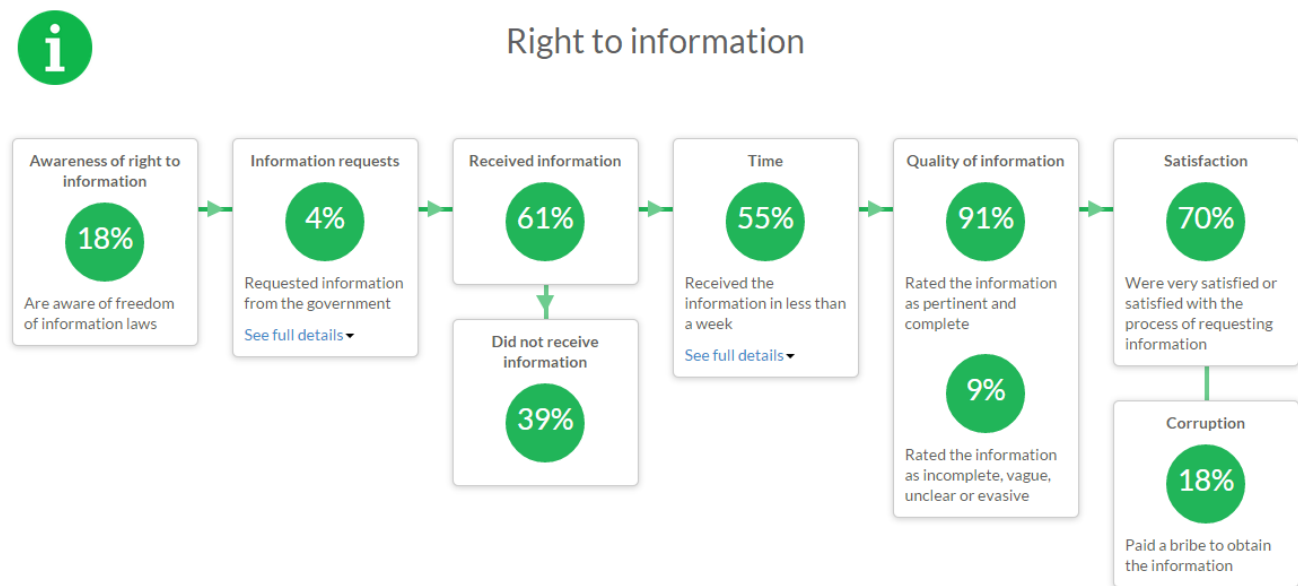 i
Right to information
Awareness of right to
information
18%
Are aware of freedom
of information laws
Information requests
4%
Requested information
from the government
See full details
Received information
61%
Did not receive
information
39%
Time
55%
Received the
information in less than
a week
See full details
Quality of information
91%
Rated the information
as pertinent and
complete
9%
Rated the information
as incomplete, vague,
unclear or evasive
Satisfaction
70%
Were very satisfied or
satisfied with the
process of requesting
information
Corruption
18%
Paid a bribe to obtain
the information